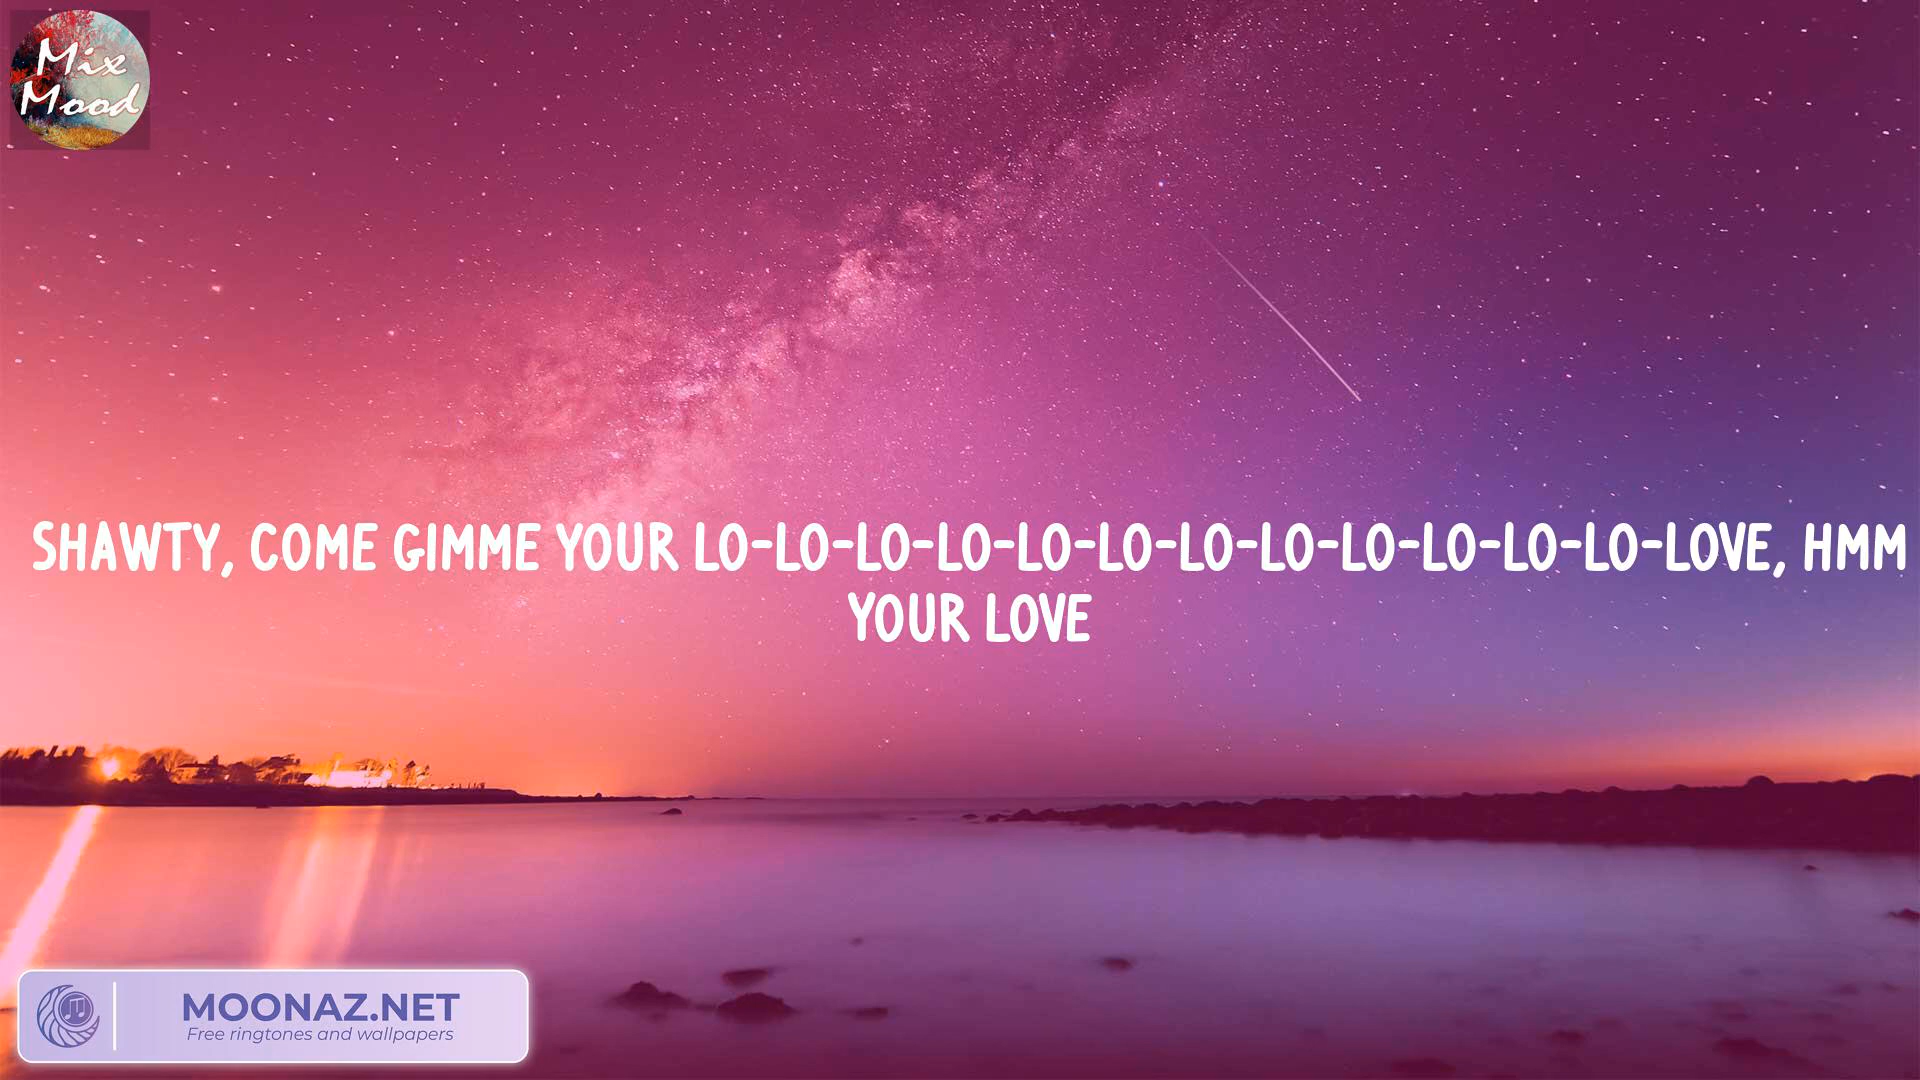 Mix
Mood
SHAWTY, COME GIMME YOUR LO-LO-LO-LO-LO-LO-LO-LO-LO-LO-LO-LO-LOVE, HMM
YOUR LOVE
MOONAZ.NET
Free ringtones and wallpapers